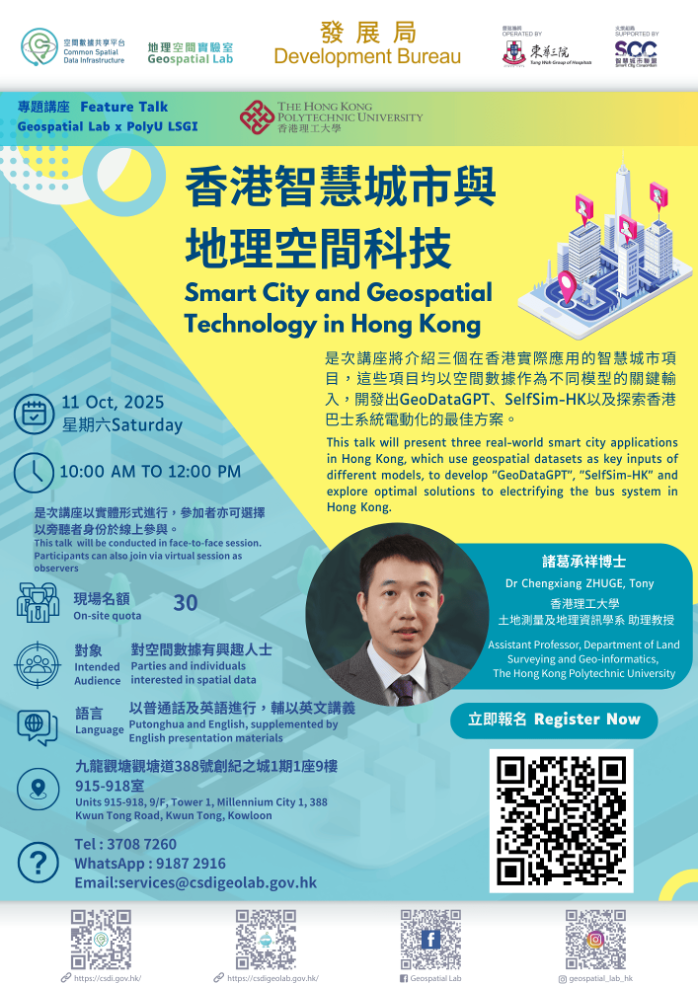 空間數據共享平台
Common Spatial
Data Infrastructure
地理空間實驗室
Geospatial Lab
發展局
Development Bureau
營運機構
OPERATED BY
東華三院
Tung Wah Group of Hospitals
支援機構
SUPPORTED BY
SCC
智慧城市聯盟
Smart City Consortium
專題講座 Feature Talk
Geospatial Lab x PolyU LSGI
THE HONG KONG
POLYTECHNIC UNIVERSITY
香港理工大學
香港智慧城市與
地理空間科技
Smart City and Geospatial
Technology in Hong Kong
是次講座將介紹三個在香港實際應用的智慧城市項
目，這些項目均以空間數據作為不同模型的關鍵輸
入，開發出GeoDataGPT、SelfSim-HK以及探索香港
巴士系統電動化的最佳方案。
This talk will present three real-world smart city applications
in Hong Kong, which use geospatial datasets as key inputs of
different models, to develop "GeoDataGPT", "SelfSim-HK" and
explore optimal solutions to electrifying the bus system in
Hong Kong.
11 Oct, 2025
星期六Saturday
10:00 AM TO 12:00 PM
是次講座以實體形式進行，參加者亦可選擇
以旁聽者身份於線上參與。
This talk will be conducted in face-to-face session.
Participants can also join via virtual session as
observers
現場名額
On-site quota
30
對象
Intended
Audience
對空間數據有興趣人士
Parties and individuals
interested in spatial data
語言
Language
以普通話及英語進行，輔以英文講義
Putonghua and English, supplemented by
English presentation materials
九龍觀塘觀塘道388號創紀之城1期1座9樓
915-918室
Units 915-918, 9/F, Tower 1, Millennium City 1, 388
Kwun Tong Road, Kwun Tong, Kowloon
Tel : 3708 7260
WhatsApp : 9187 2916
Email:services@csdigeolab.gov.hk
諸葛承祥博士
Dr Chengxiang ZHUGE, Tony
香港理工大學
土地測量及地理資訊學系 助理教授
Assistant Professor, Department of Land
Surveying and Geo-informatics,
The Hong Kong Polytechnic University
立即報名 Register Now
https://csdi.gov.hk/
https://csdigeolab.gov.hk/
Geospatial Lab
geospatial_lab_hk